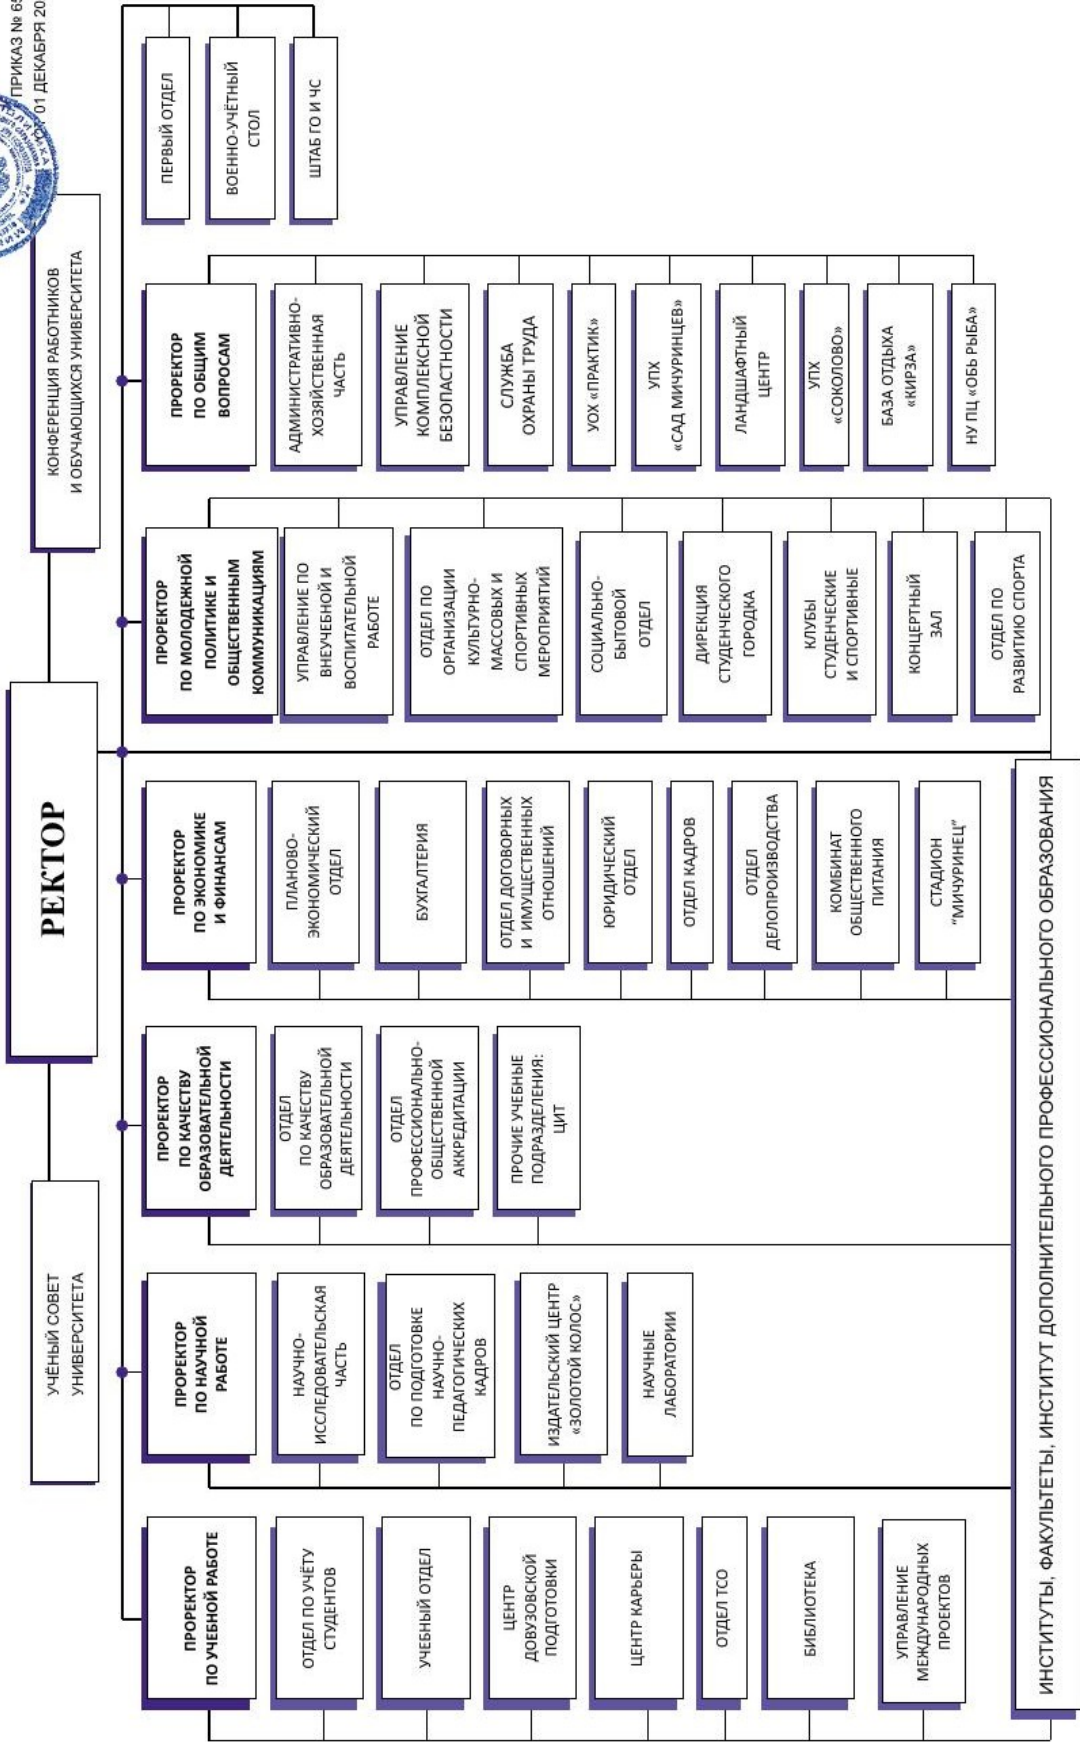 ПРИКАЗ №
01 ДЕКАБРЯ
УЧЁНЫЙ СОВЕТ
УНИВЕРСИТЕТА
РЕКТОР
КОНФЕРЕНЦИЯ РАБОТНИКОВ
И ОБУЧАЮЩИХСЯ УНИВЕРСИТЕТА
ПРОРЕКТОР
ПО УЧЕБНОЙ РАБОТЕ
ОТДЕЛ ПО УЧЁТУ
СТУДЕНТОВ
УЧЕБНЫЙ ОТДЕЛ
ЦЕНТР
ДОВУЗОВСКОЙ
ПОДГОТОВКИ
ЦЕНТР КАРЬЕРЫ
ОТДЕЛ ТСО
БИБЛИОТЕКА
УПРАВЛЕНИЕ
МЕЖДУНАРОДНЫХ
ПРОЕКТОВ
ПРОРЕКТОР
ПО НАУЧНОЙ
РАБОТЕ
НАУЧНО-
ИССЛЕДОВАТЕЛЬСКАЯ
ЧАСТЬ
ОТДЕЛ
ПО ПОДГОТОВКЕ
НАУЧНО-
ПЕДАГОГИЧЕСКИХ
КАДРОВ
ИЗДАТЕЛЬСКИЙ ЦЕНТР
«ЗОЛОТОЙ КОЛОС»
НАУЧНЫЕ
ЛАБОРАТОРИИ
ПРОРЕКТОР
ПО КАЧЕСТВУ
ОБРАЗОВАТЕЛЬНОЙ
ДЕЯТЕЛЬНОСТИ
ОТДЕЛ
ПО КАЧЕСТВУ
ОБРАЗОВАТЕЛЬНОЙ
ДЕЯТЕЛЬНОСТИ
ОТДЕЛ
ПРОФЕССИОНАЛЬНО-
ОБЩЕСТВЕННОЙ
АККРЕДИТАЦИИ
ПРОЧИЕ УЧЕБНЫЕ
ПОДРАЗДЕЛЕНИЯ:
ЦИТ
ПРОРЕКТОР
ПО ЭКОНОМИКЕ
И ФИНАНСАМ
ПЛАНОВО-
ЭКОНОМИЧЕСКИЙ
ОТДЕЛ
БУХГАЛТЕРИЯ
ОТДЕЛ ДОГОВОРНЫХ
И ИМУЩЕСТВЕННЫХ
ОТНОШЕНИЙ
ЮРИДИЧЕСКИЙ
ОТДЕЛ
ОТДЕЛ КАДРОВ
ОТДЕЛ
ДЕЛОПРОИЗВОДСТВА
КОМБИНАТ
ОБЩЕСТВЕННОГО
ПИТАНИЯ
СТАДИОН
“МИЧУРИНЕЦ”
ПРОРЕКТОР
ПО МОЛОДЕЖНОЙ
ПОЛИТИКЕ И
ОБЩЕСТВЕННЫМ
КОММУНИКАЦИЯМ
УПРАВЛЕНИЕ ПО
ВНЕУЧЕБНОЙ И
ВОСПИТАТЕЛЬНОЙ
РАБОТЕ
ОТДЕЛ ПО
ОРГАНИЗАЦИИ
КУЛЬТУРНО-
МАССОВЫХ И
СПОРТИВНЫХ
МЕРОПРИЯТИЙ
СОЦИАЛЬНО-
БЫТОВОЙ
ОТДЕЛ
ДИРЕКЦИЯ
СТУДЕНЧЕСКОГО
ГОРОДКА
КЛУБЫ
СТУДЕНЧЕСКИЕ
И СПОРТИВНЫЕ
КОНЦЕРТНЫЙ
ЗАЛ
ОТДЕЛ ПО
РАЗВИТИЮ СПОРТА
ПРОРЕКТОР
ПО ОБЩИМ
ВОПРОСАМ
АДМИНИСТРАТИВНО-
ХОЗЯЙСТВЕННАЯ
ЧАСТЬ
УПРАВЛЕНИЕ
КОМПЛЕКСНОЙ
БЕЗОПАСТНОСТИ
СЛУЖБА
ОХРАНЫ ТРУДА
УОХ «ПРАКТИК»
УПХ
«САД МИЧУРИНЦЕВ»
ЛАНДШАФТНЫЙ
ЦЕНТР
УПХ
«СОКОЛОВО»
БАЗА ОТДЫХА
«КИРЗА»
НУ ПЦ «ОБЬ РЫБА»
ПЕРВЫЙ ОТДЕЛ
ВОЕННО-УЧЁТНЫЙ
СТОЛ
ШТАБ ГО И ЧС
ИНСТИТУТЫ, ФАКУЛЬТЕТЫ, ИНСТИТУТ ДОПОЛНИТЕЛЬНОГО ПРОФЕССИОНАЛЬНОГО ОБРАЗОВАНИЯ